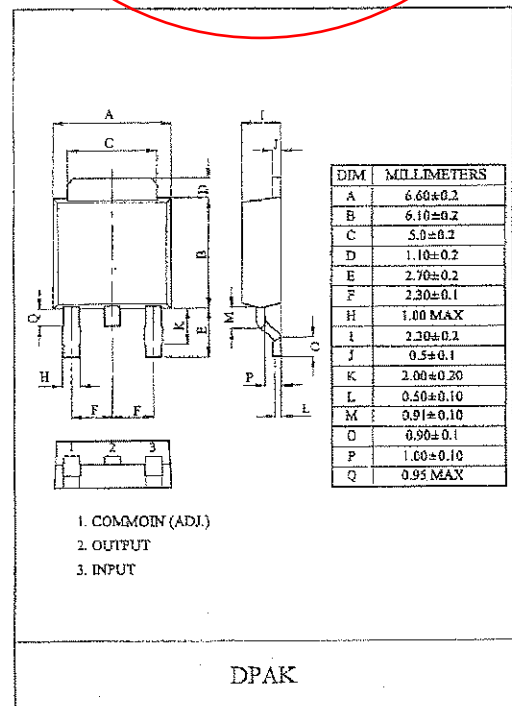 A
C
D
B
Q
K
E
H
F
F
1
2
3
I
J
M
O
P
L
DIM MILLIMETERS
A 6.60±0.2
B 6.10±0.2
C 5.0±0.2
D 1.10±0.2
E 2.70±0.2
F 2.30±0.1
H 1.00 MAX
I 2.30±0.2
J 0.5±0.1
K 2.00±0.20
L 0.50±0.10
M 0.91±0.10
O 0.90±0.1
P 1.00±0.10
Q 0.95 MAX
1. COMMOIN (ADJ.)
2. OUTPUT
3. INPUT
DPAK